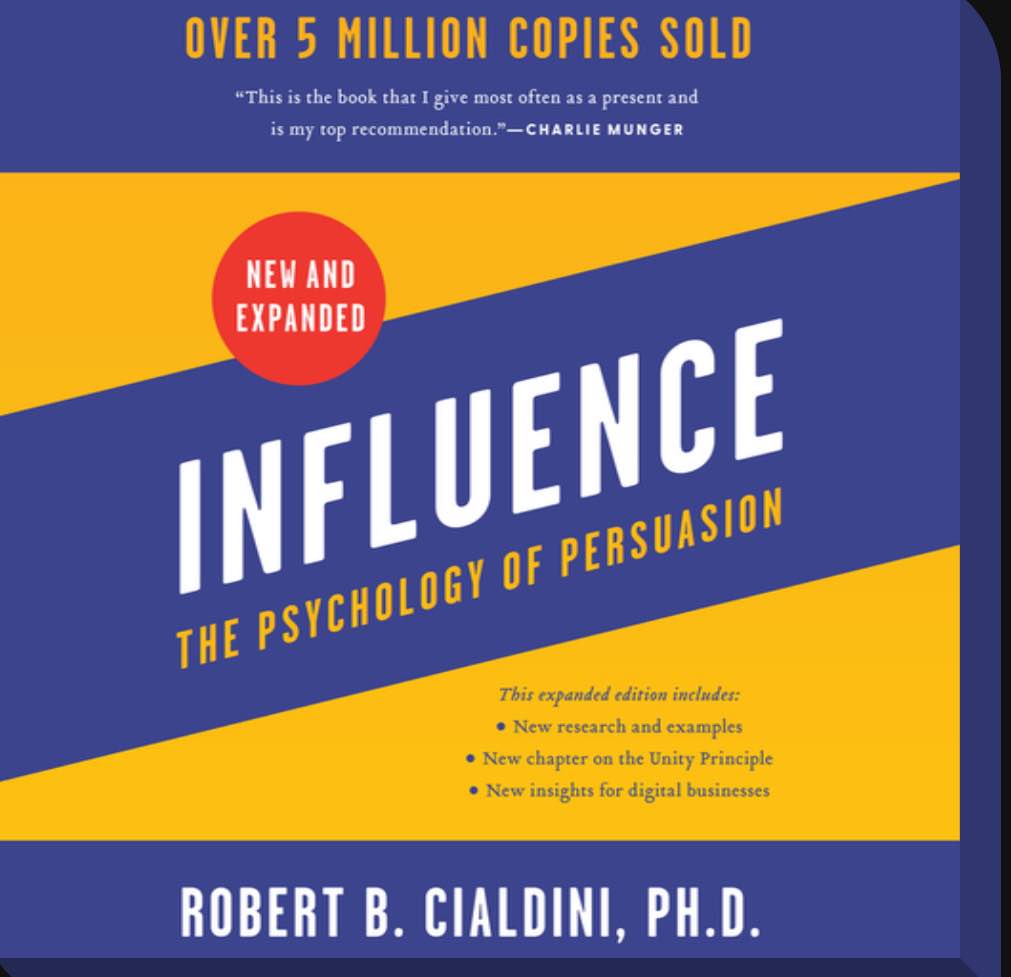 OVER 5 MILLION COPIES SOLD
“This is the book that I give most often as a present and
is my top recommendation.”—CHARLIE MUNGER
NEW AND
EXPANDED
INFLUENCE
THE PSYCHOLOGY OF PERSUASION
This expanded edition includes:
• New research and examples
• New chapter on the Unity Principle
• New insights for digital businesses
ROBERT B. CIALDINI, PH.D.